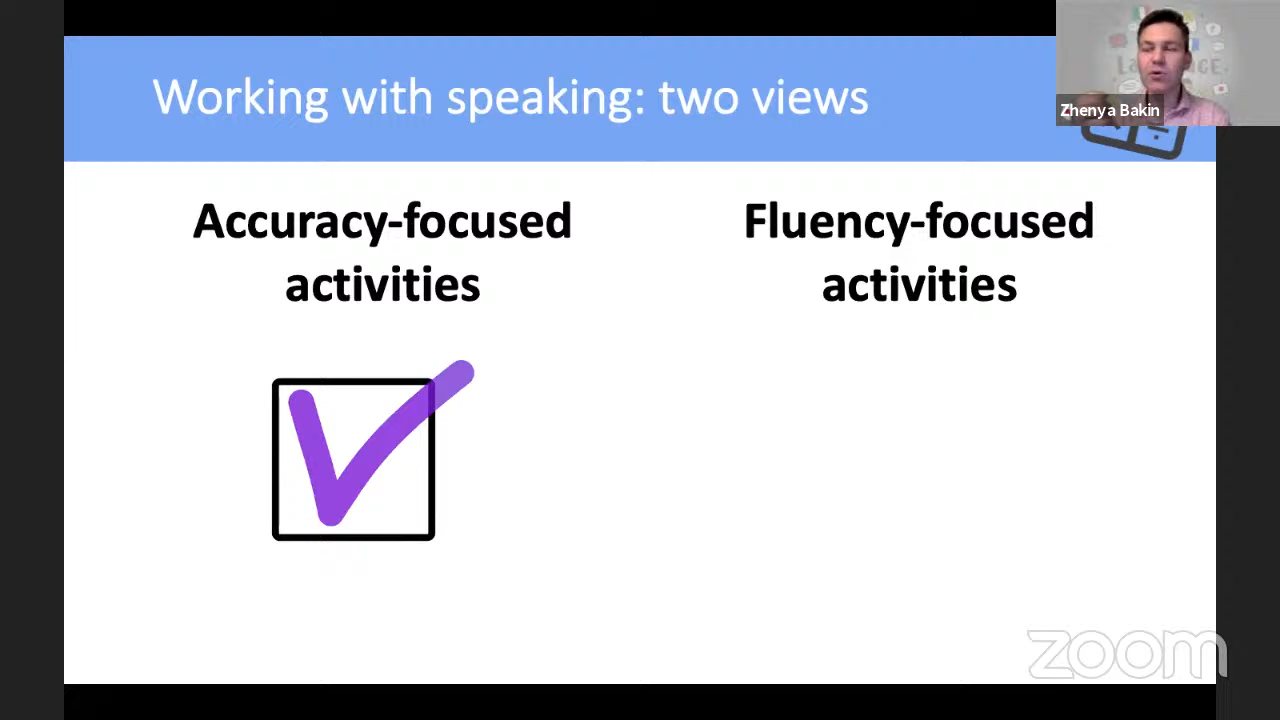 Working with speaking: two views
Zhenya Bakin
Accuracy-focused
activities
Fluency-focused
activities
zoom